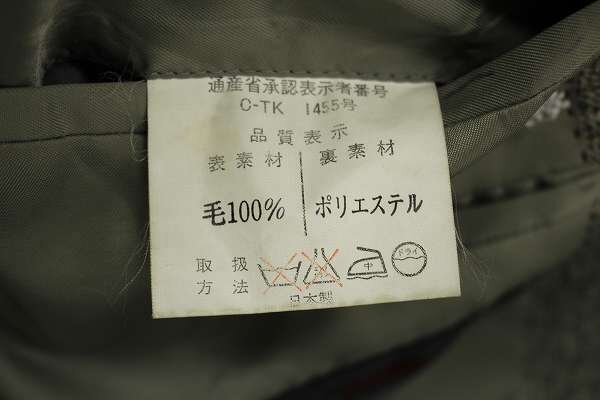 通産省承認表示者番号
C-TK 1455号
品質表示
表素材 裏素材
毛100% ポリエステル
取扱
方法
中 ドライ
日本製